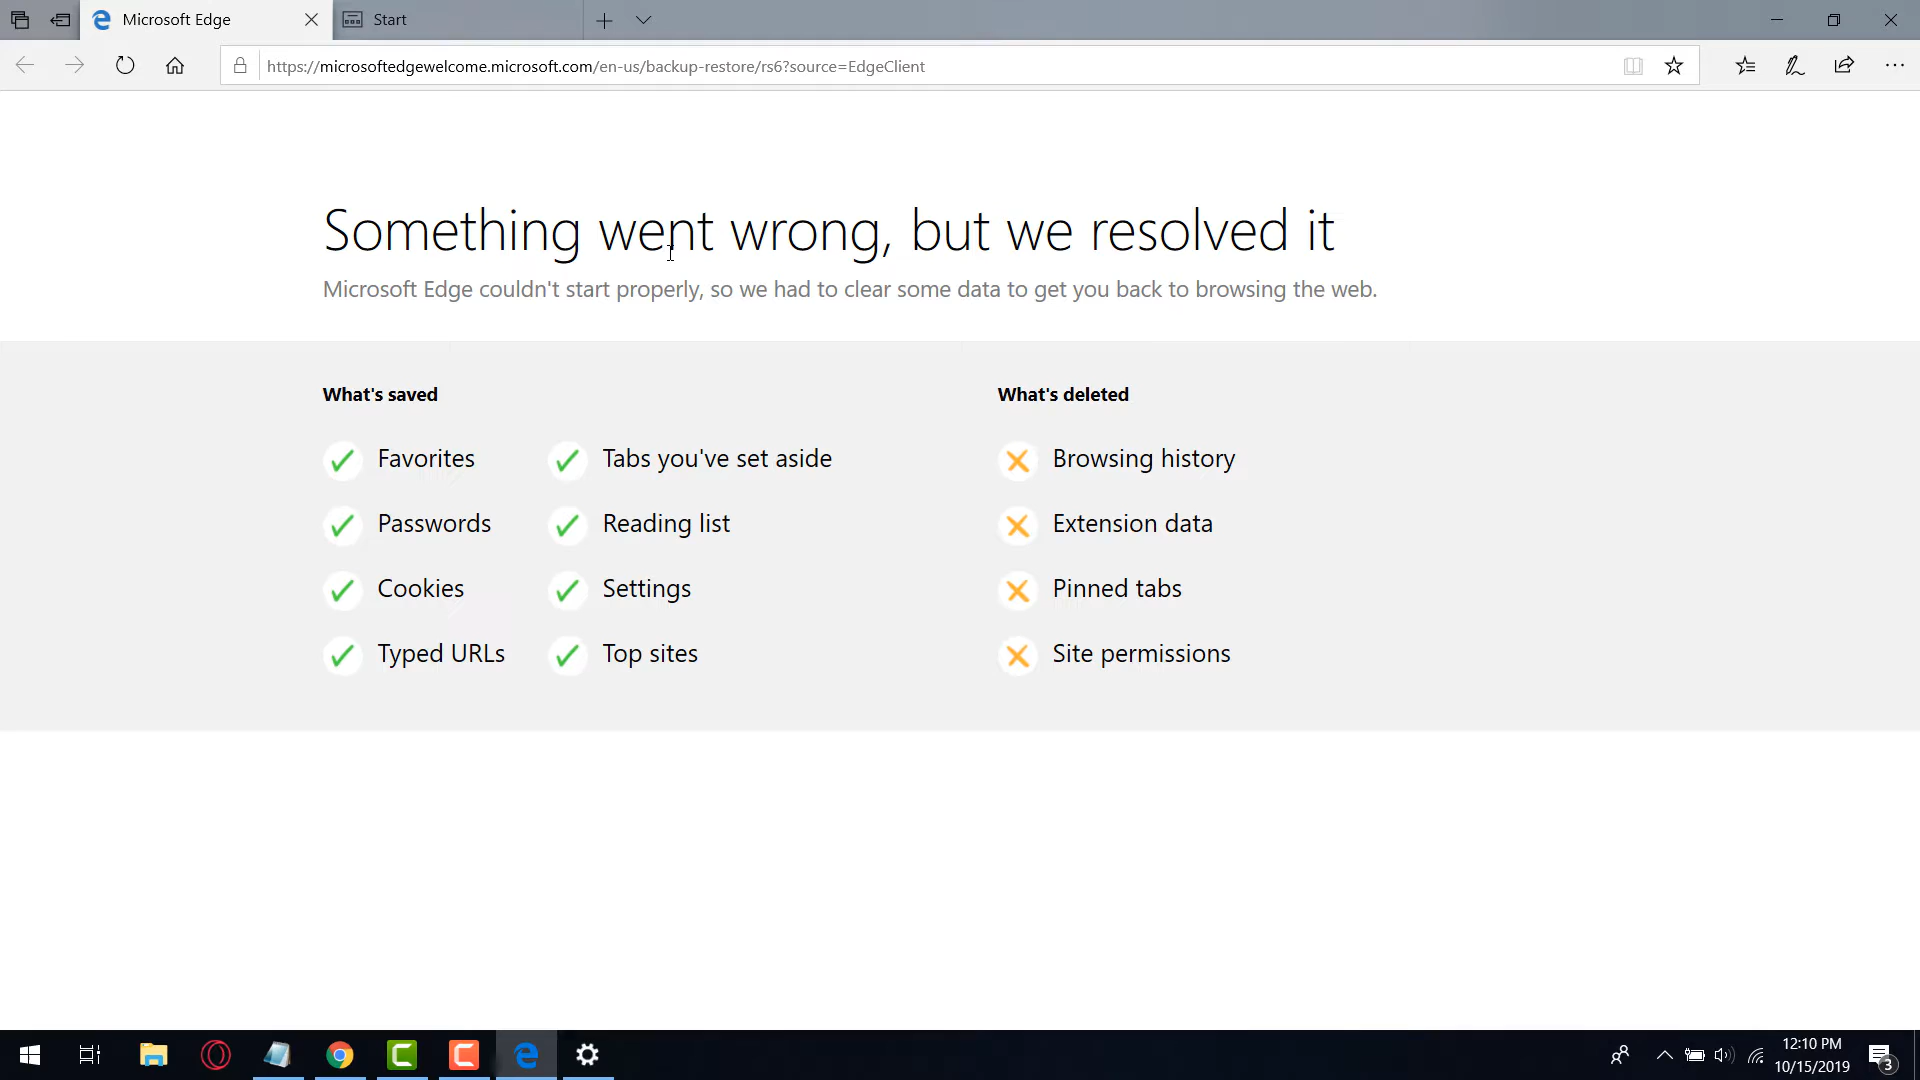 Microsoft Edge
Start
https://microsoftedgewelcome.microsoft.com/en-us/backup-restore/rs6?source=EdgeClient
Something went wrong, but we resolved it
Microsoft Edge couldn't start properly, so we had to clear some data to get you back to browsing the web.
What's saved
Favorites
Tabs you've set aside
Passwords
Reading list
Cookies
Settings
Typed URLs
Top sites
What's deleted
Browsing history
Extension data
Pinned tabs
Site permissions
12:10 PM
10/15/2019
3